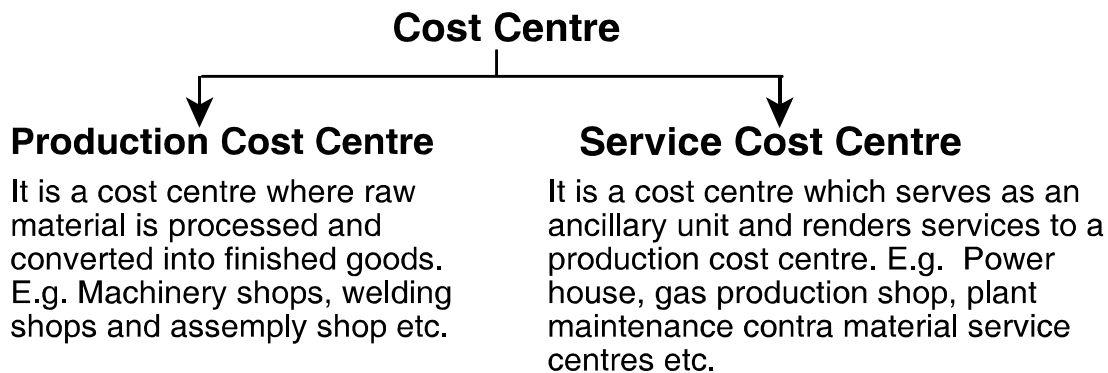 Cost Centre
Production Cost Centre
It is a cost centre where raw
material is processed and
converted into finished goods.
E.g. Machinery shops, welding
shops and assemply shop etc.
Service Cost Centre
It is a cost centre which serves as an
ancillary unit and renders services to a
production cost centre. E.g. Power
house, gas production shop, plant
maintenance contra material service
centres etc.